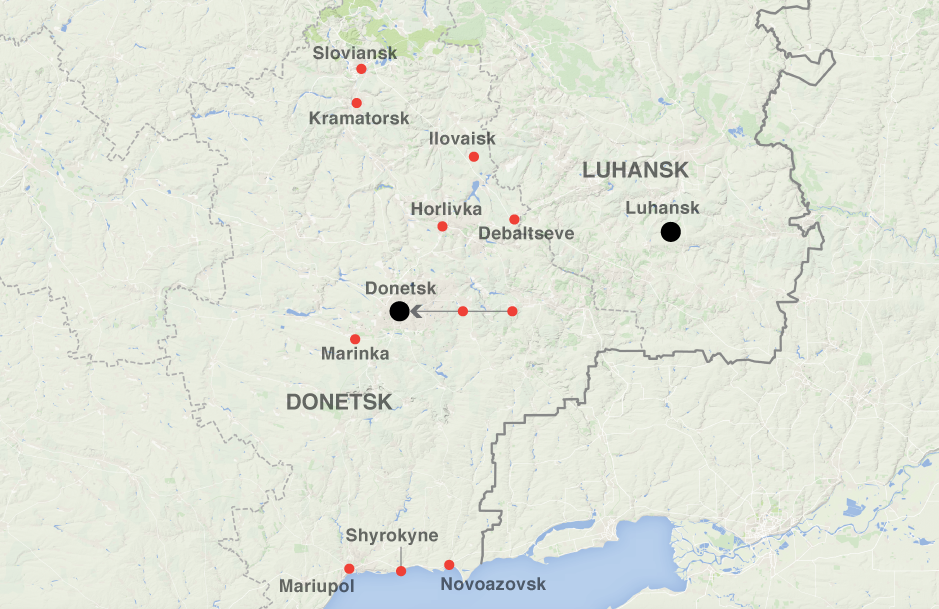 Sloviansk
Kramatorsk
Ilovaisk
LUHANSK
Luhansk
Horlivka
Debaltseve
Donetsk
Marinka
DONETSK
Shyrokyne
Mariupol
Novoazovsk